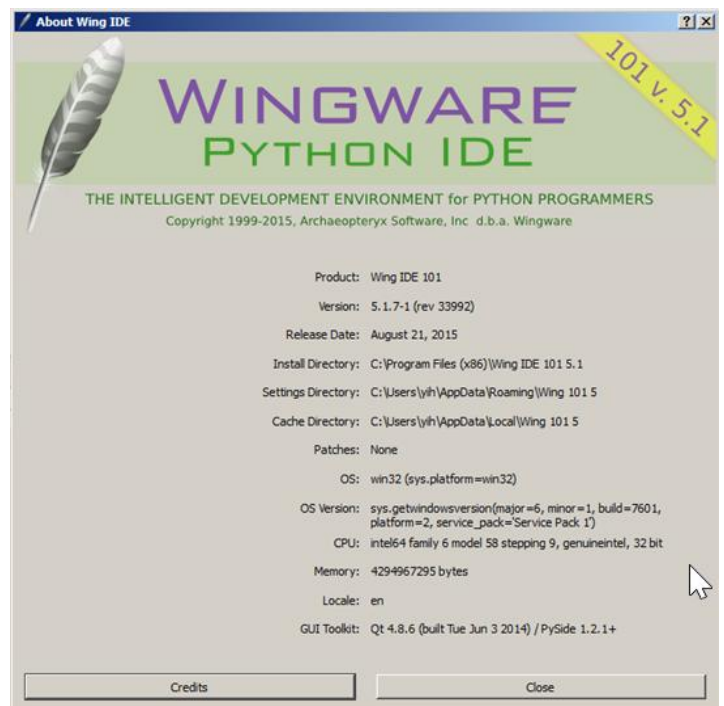 About Wing IDE
101 v. 5.1
WINGWARE
PYTHON IDE
THE INTELLIGENT DEVELOPMENT ENVIRONMENT for PYTHON PROGRAMMERS
Copyright 1999-2015, Archaeopteryx Software, Inc d.b.a. Wingware
Product: Wing IDE 101
Version: 5.1.7-1 (rev 33992)
Release Date: August 21, 2015
Install Directory: C:\Program Files (x86)\Wing IDE 101 5.1
Settings Directory: C:\Users\yih\AppData\Roaming\Wing 101 5
Cache Directory: C:\Users\yih\AppData\Local\Wing 101 5
Patches: None
OS: win32 (sys.platform=win32)
OS Version: sys.getwindowsversion(major=6, minor=1, build=7601,
platform=2, service_pack='Service Pack 1')
CPU: intel64 family 6 model 58 stepping 9, genuineintel, 32 bit
Memory: 4294967295 bytes
Locale: en
GUI Toolkit: Qt 4.8.6 (built Tue Jun 3 2014) / PySide 1.2.1+
Credits Close